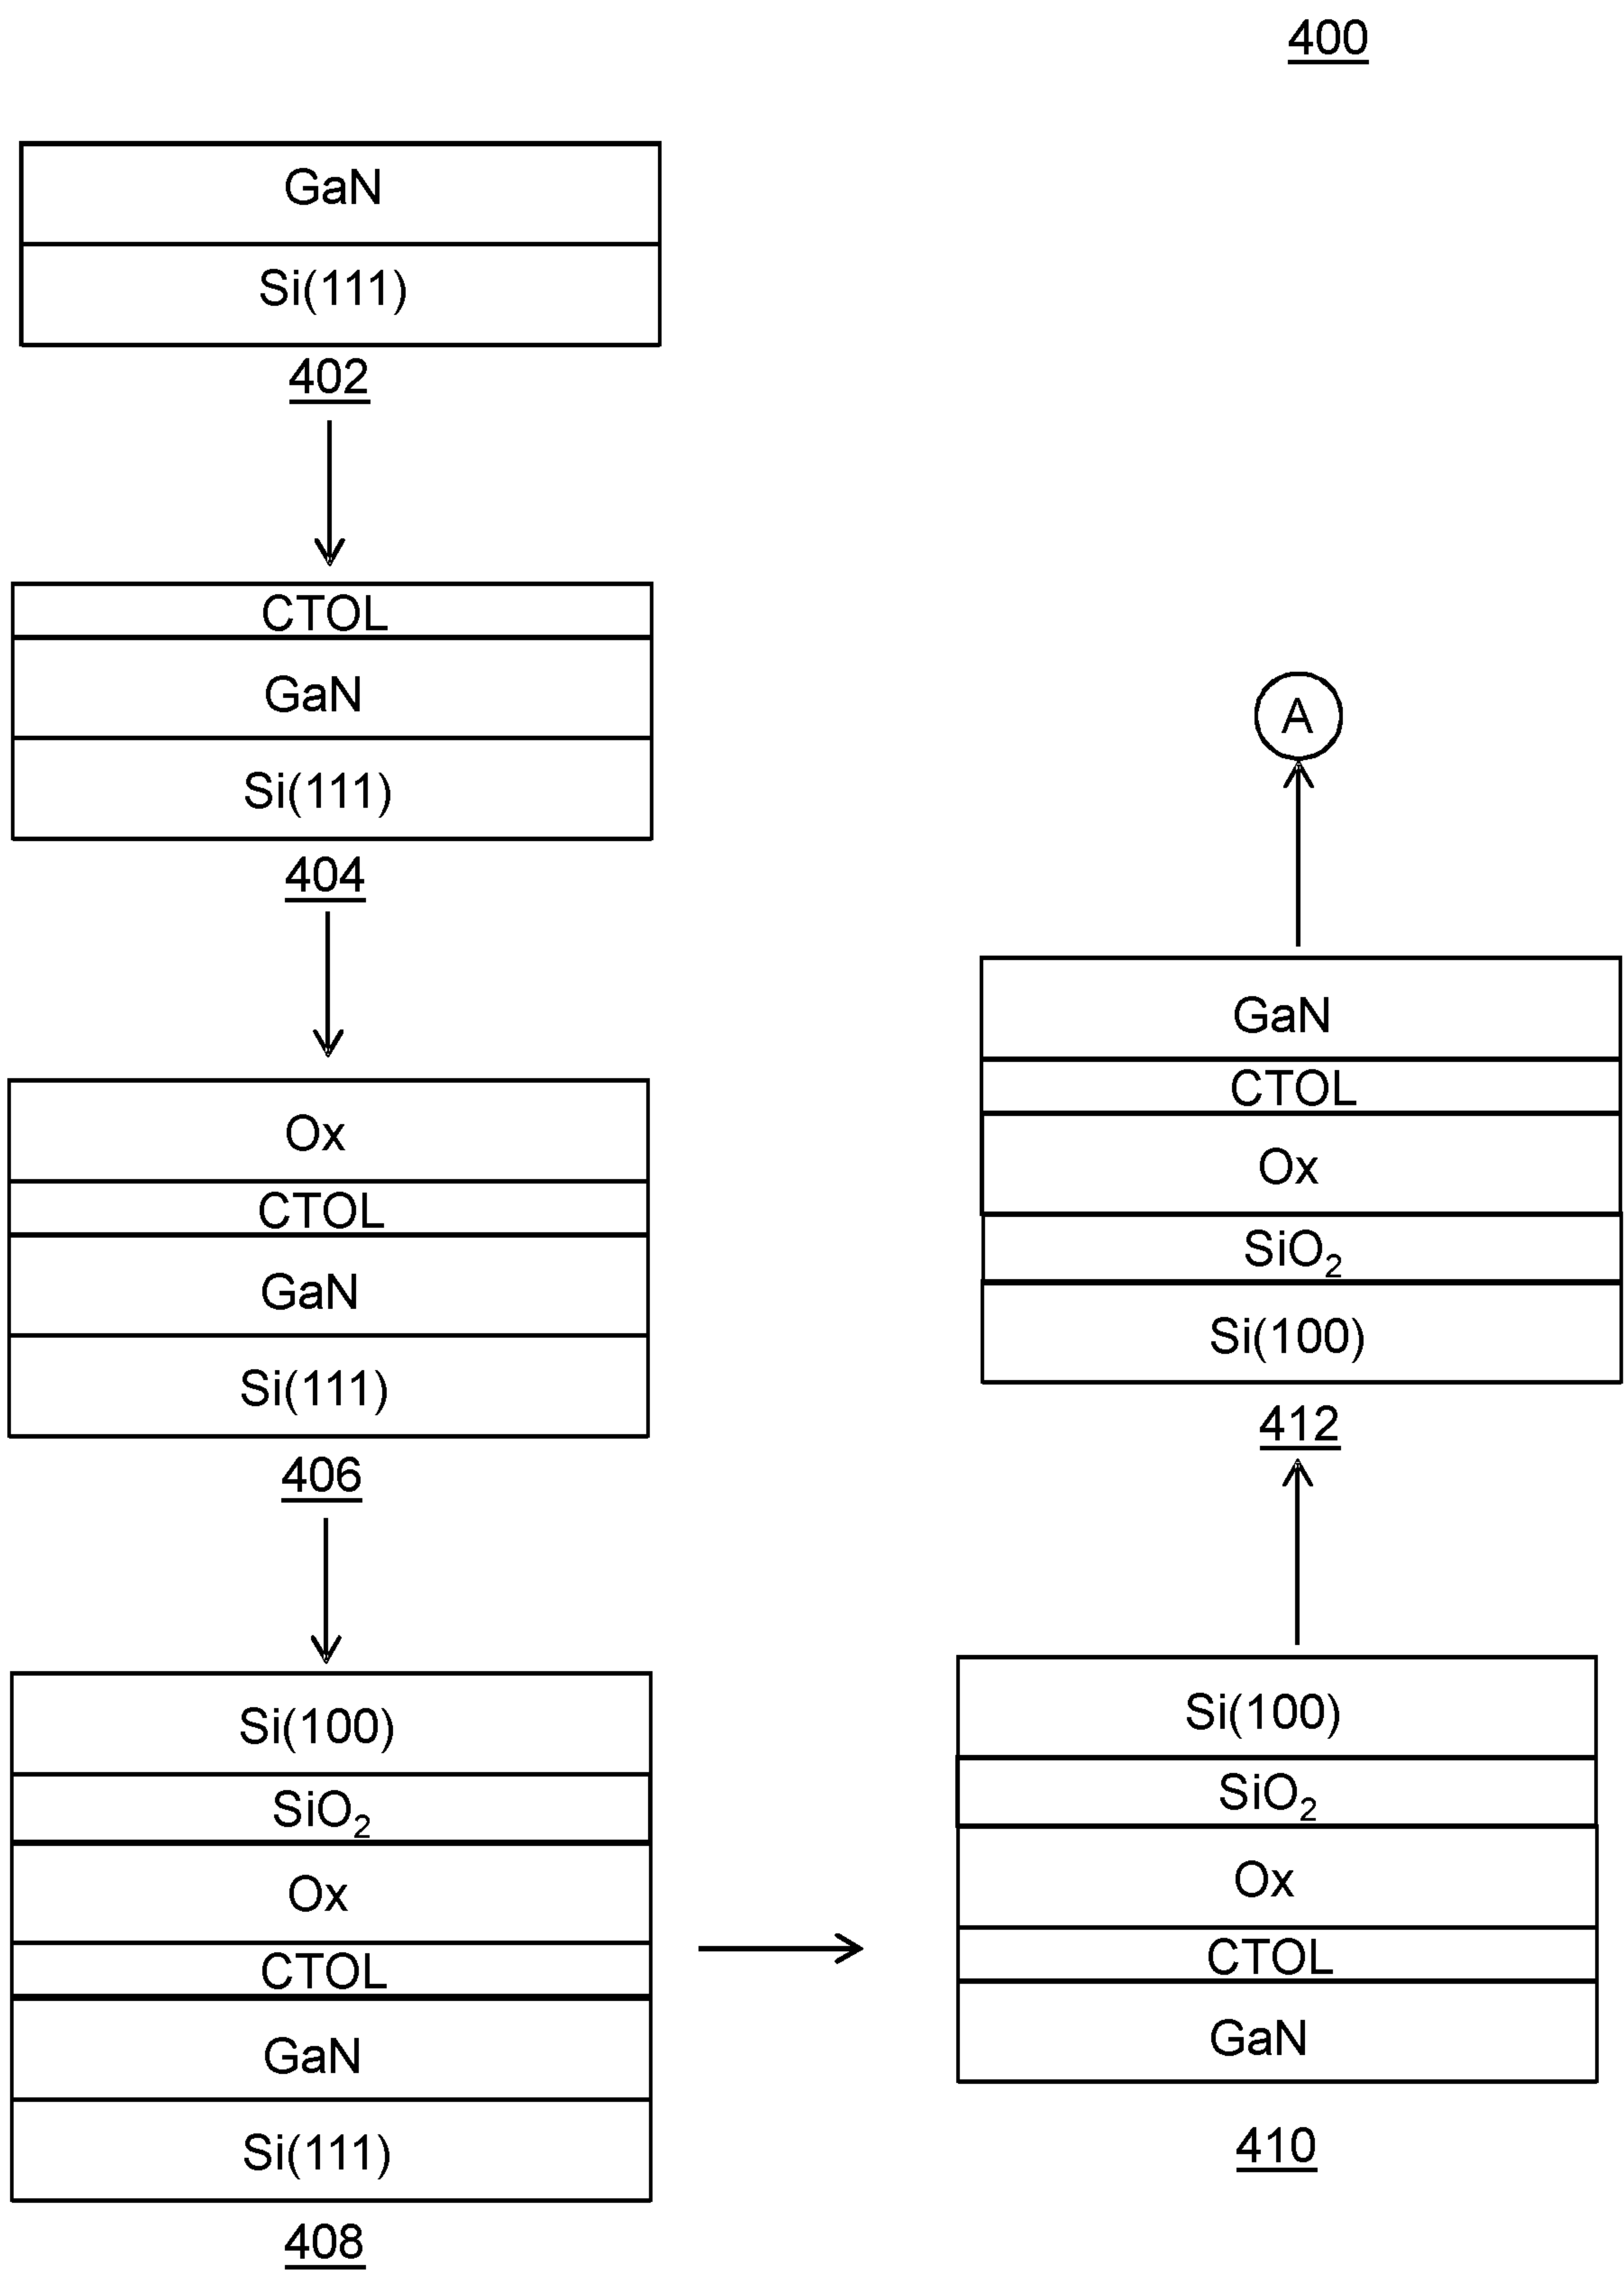 400
GaN
Si(111)
402
CTOL
GaN
Si(111)
404
Ox
CTOL
GaN
Si(111)
406
Si(100)
SiO₂
Ox
CTOL
GaN
Si(111)
408
Si(100)
SiO₂
Ox
CTOL
GaN
410
GaN
CTOL
Ox
SiO₂
Si(100)
412
A